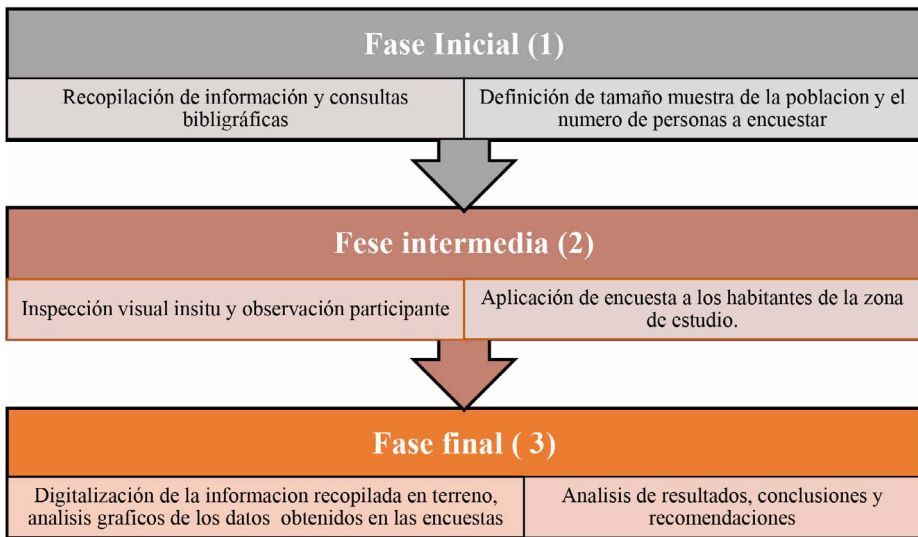 Fase Inicial (1)
Recopilación de información y consultas
bibligráficas
Definición de tamaño muestra de la poblacion y el
numero de personas a encuestar
Fese intermedia (2)
Inspección visual insitu y observación participante
Aplicación de encuesta a los habitantes de la zona
de estudio.
Fase final ( 3)
Digitalización de la informacion recopilada en terreno,
analisis graficos de los datos obtenidos en las encuestas
Analisis de resultados, conclusiones y
recomendaciones